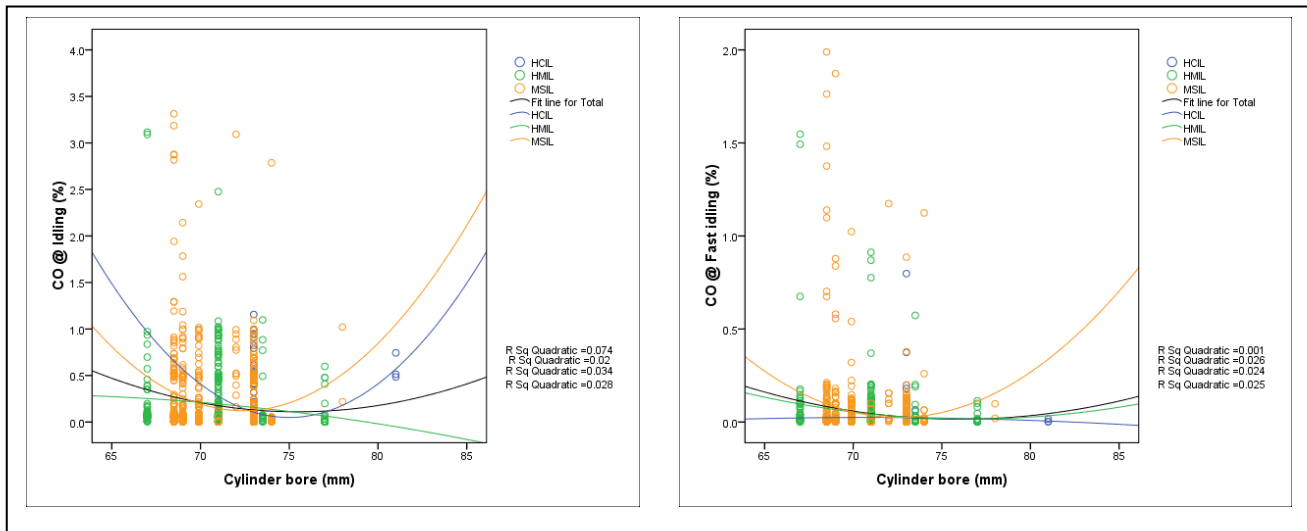 4.0
3.5
3.0
2.5
2.0
1.5
1.0
0.5
0.0
CO @ Idling (%)
65 70 75 80 85
Cylinder bore (mm)
HCIL
HMIL
MSIL
Fit line for Total
HCIL
HMIL
MSIL
R Sq Quadratic =0.074
R Sq Quadratic =0.02
R Sq Quadratic =0.034
R Sq Quadratic =0.028
2.0
1.5
1.0
0.5
0.0
CO @ Fast idling (%)
65 70 75 80 85
Cylinder bore (mm)
HCIL
HMIL
MSIL
Fit line for Total
HCIL
HMIL
MSIL
R Sq Quadratic =0.001
R Sq Quadratic =0.026
R Sq Quadratic =0.024
R Sq Quadratic =0.025